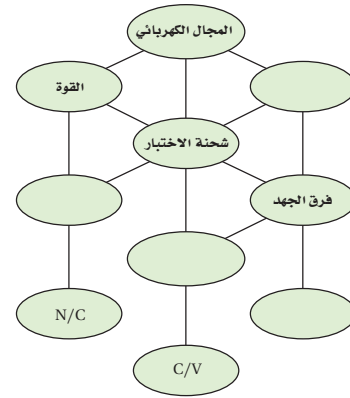 المجال الكهربائي
القوة
شحنة الاختبار
فرق الجهد
N/C
C/V